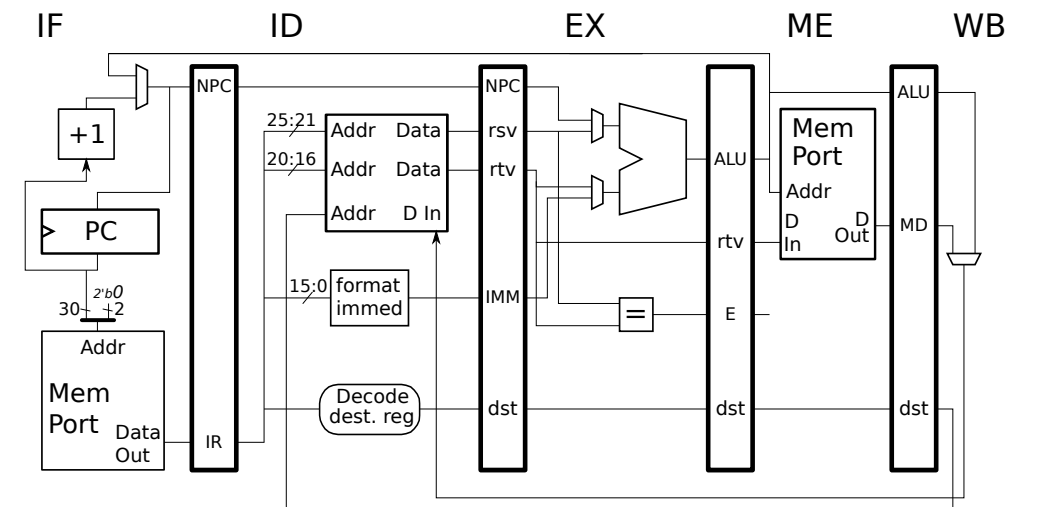 IF ID EX ME WB
NPC
NPC
ALU
+1
25:21
Addr Data
rsv
Mem
Port
20:16
Addr Data
rtv
ALU
Addr
Addr D In
PC
D
In
D
Out
MD
rtv
2'b0
30 2
15:0
format
immed
IMM
=
E
Addr
Mem
Port
Data
Out
IR
Decode
dest. reg
dst
dst
dst